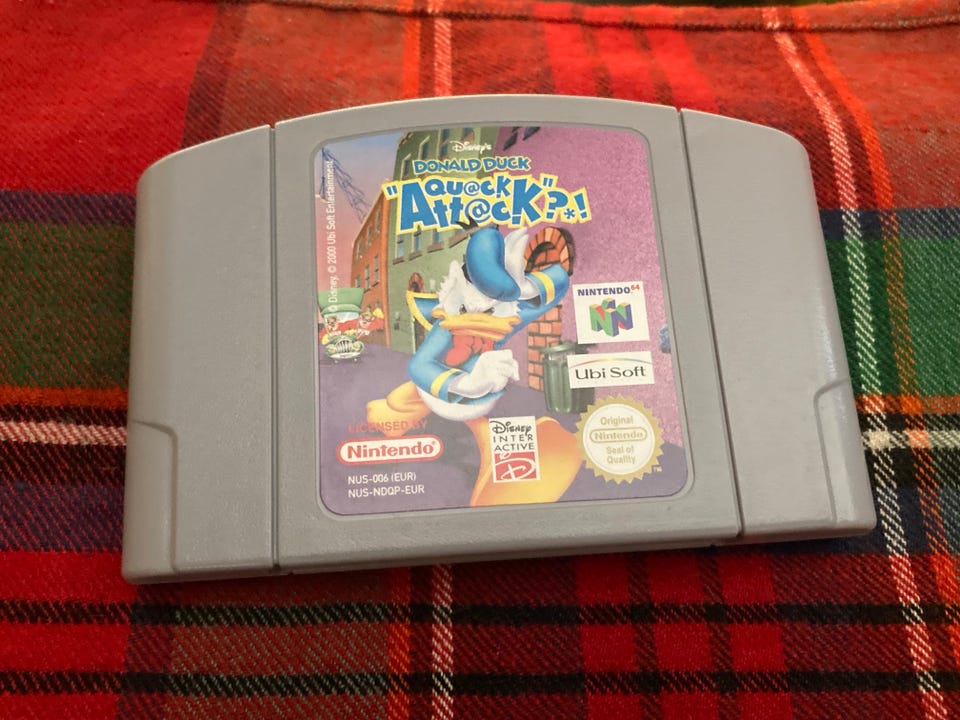 Disney's
DONALD DUCK
"QU@CK
Att@cK"?*!
© Disney. © 2000 Ubi Soft Entertainment.
NINTENDO64
Ubi Soft
LICENSED BY
Nintendo®
NUS-006 (EUR)
NUS-NDQP-EUR
Disney
INTER
ACTIVE
D
Original
Nintendo
Seal of
Quality
TM